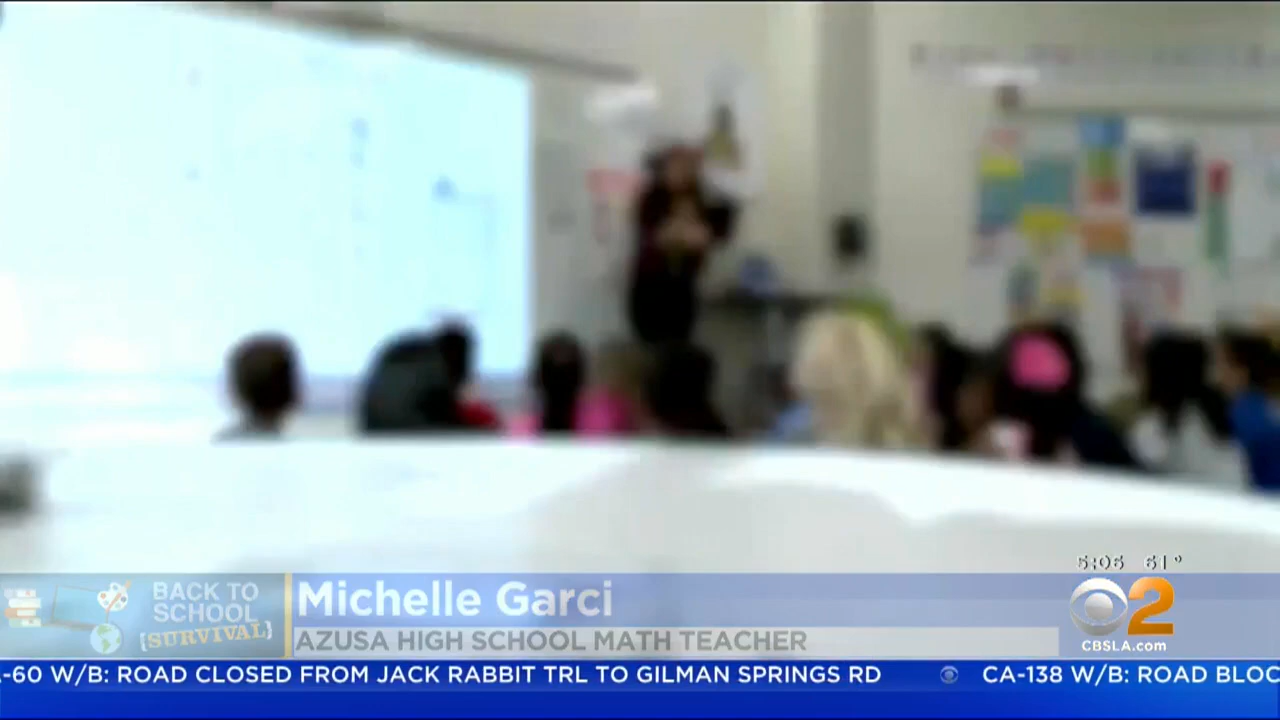 5:06 61°
BACK TO
SCHOOL
[SURVIVAL]
Michelle Garci
AZUSA HIGH SCHOOL MATH TEACHER
2
CBSLA.com
-60 W/B: ROAD CLOSED FROM JACK RABBIT TRL TO GILMAN SPRINGS RD CA-138 W/B: ROAD BLOC